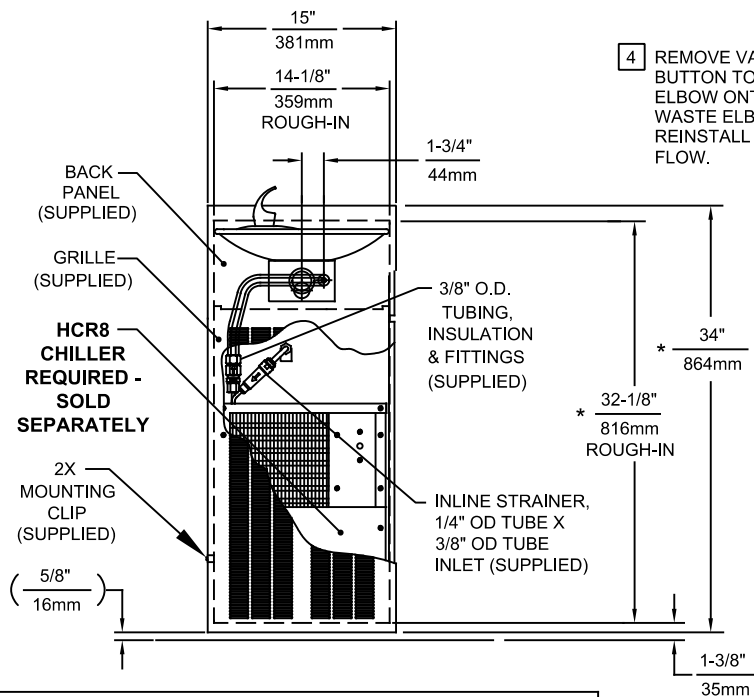 15"
381mm
14-1/8"
359mm
ROUGH-IN
4 REMOVE
BUTTON TO
ELBOW
WASTE
REINSTALL
FLOW.
1-3/4"
44mm
BACK
PANEL
(SUPPLIED)
GRILLE
(SUPPLIED)
HCR8
CHILLER
REQUIRED -
SOLD
SEPARATELY
3/8" O.D.
TUBING,
INSULATION
& FITTINGS
(SUPPLIED)
* 34"
864mm
* 32-1/8"
816mm
ROUGH-IN
2X
MOUNTING
CLIP
(SUPPLIED)
INLINE STRAINER,
1/4" OD TUBE X
3/8" OD TUBE
INLET (SUPPLIED)
( 5/8" )
16mm
1-3/8"
35mm